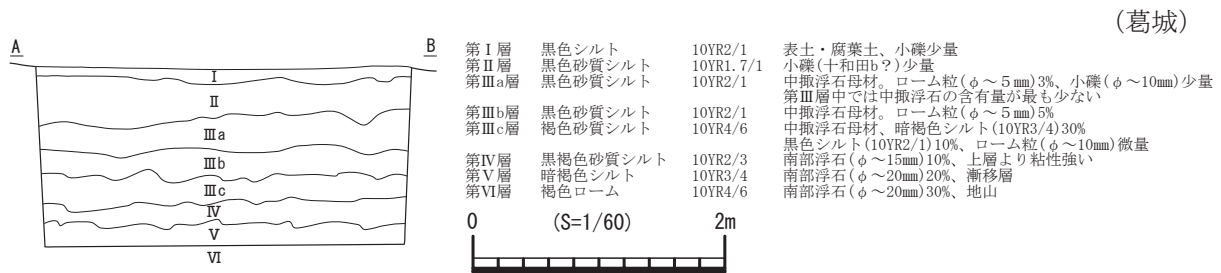 (葛城)
A
B
Ⅰ
Ⅱ
Ⅲa
Ⅲb
Ⅲc
Ⅳ
Ⅴ
Ⅵ
第Ⅰ層 黒色シルト 10YR2/1 表土・腐葉土、小礫少量
第Ⅱ層 黒色砂質シルト 10YR1.7/1 小礫(十和田b?)少量
第Ⅲa層 黒色砂質シルト 10YR2/1 中掫浮石母材。ローム粒(φ～5㎜)3%、小礫(φ～10㎜)少量
第Ⅲ層中では中掫浮石の含有量が最も少ない
第Ⅲb層 黒色砂質シルト 10YR2/1 中掫浮石母材。ローム粒(φ～5㎜)5%
第Ⅲc層 褐色砂質シルト 10YR4/6 中掫浮石母材、暗褐色シルト(10YR3/4)30%
黒色シルト(10YR2/1)10%、ローム粒(φ～10㎜)微量
第Ⅳ層 黒褐色砂質シルト 10YR2/3 南部浮石(φ～15㎜)10%、上層より粘性強い
第Ⅴ層 暗褐色シルト 10YR3/4 南部浮石(φ～20㎜)20%、漸移層
第Ⅵ層 褐色ローム 10YR4/6 南部浮石(φ～20㎜)30%、地山
0 (S=1/60) 2m